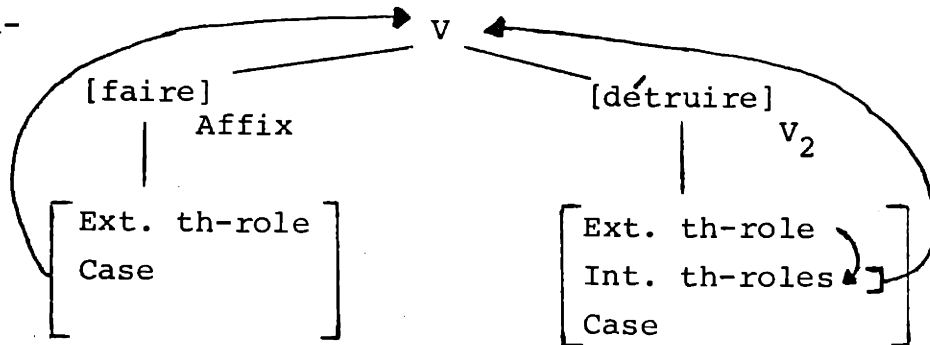 V
[faire] [détruire]
Affix V2
Ext. th-role Ext. th-role
Case Int. th-roles
Case